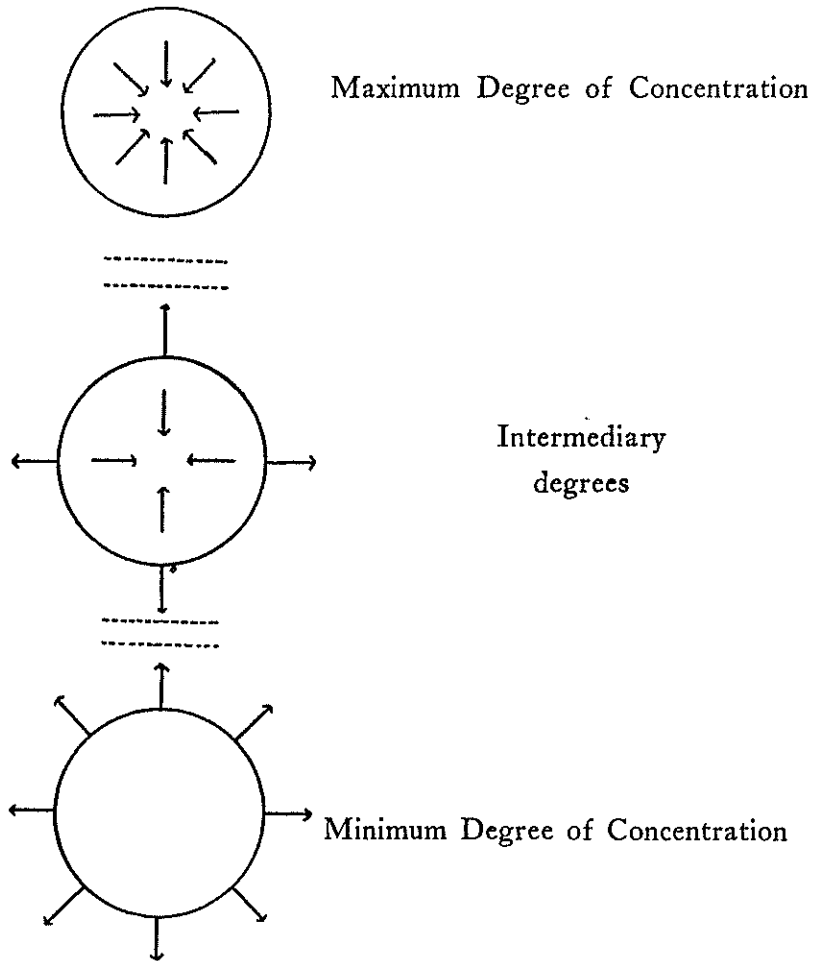 Maximum Degree of Concentration
Intermediary
degrees
Minimum Degree of Concentration